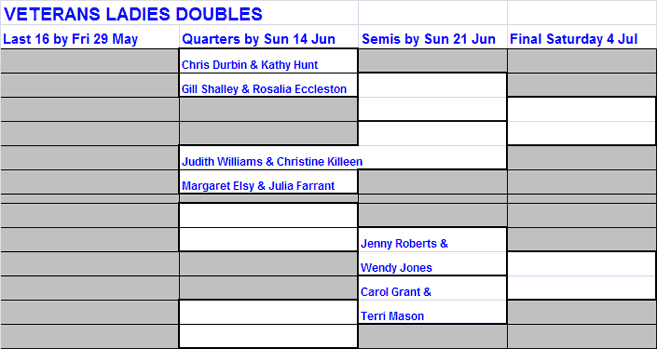 VETERANS LADIES DOUBLES
Last 16 by Fri 29 May
Quarters by Sun 14 Jun
Semis by Sun 21 Jun
Final Saturday 4 Jul
Chris Durbin & Kathy Hunt
Gill Shalley & Rosalia Eccleston
Judith Williams & Christine Killeen
Margaret Elsy & Julia Farrant
Jenny Roberts &
Wendy Jones
Carol Grant &
Terri Mason